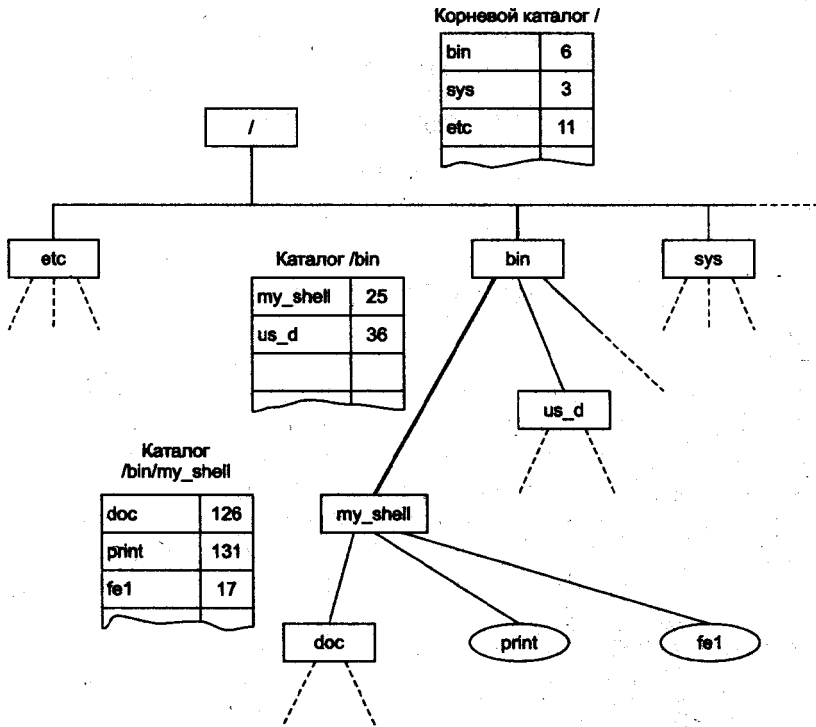 Корневой каталог /
bin 6
sys 3
etc 11
/
etc
bin
sys
Каталог /bin
my_shell 25
us_d 36
us_d
Каталог
/bin/my_shell
doc 126
print 131
fe1 17
my_shell
doc
print
fe1